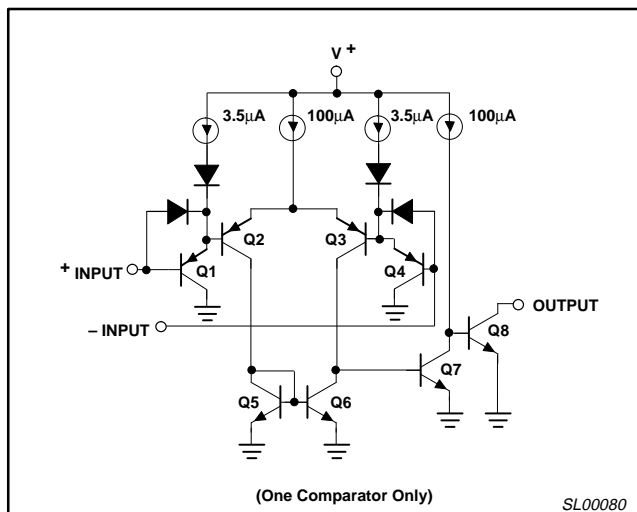 V +
3.5μA 100μA 3.5μA 100μA
Q2 Q3
+ INPUT Q1 Q4
OUTPUT
– INPUT
Q8
Q7
Q5 Q6
(One Comparator Only)
SL00080